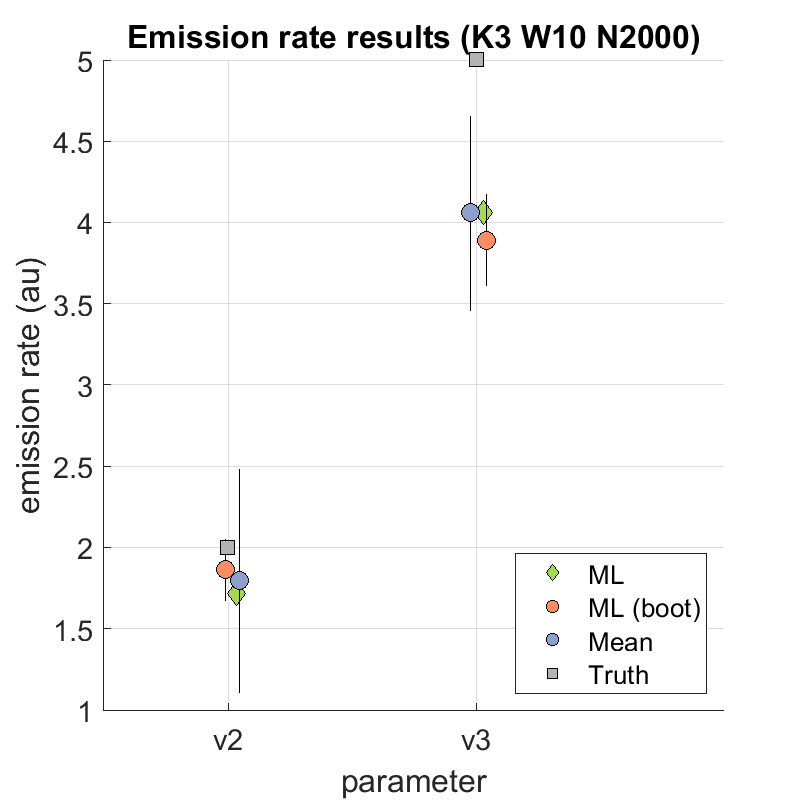 Emission rate results (K3 W10 N2000)
5
4.5
4
3.5
3
2.5
2
1.5
1
emission rate (au)
v2
v3
parameter
ML
ML (boot)
Mean
Truth